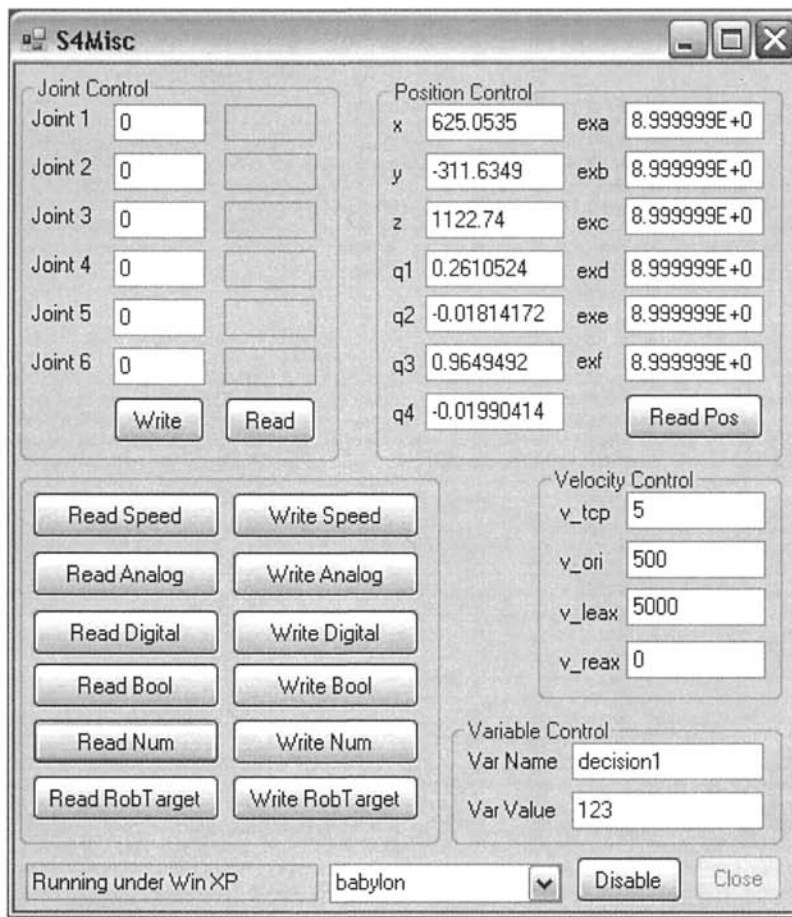 S4Misc
Joint Control
Joint 1 0
Joint 2 0
Joint 3 0
Joint 4 0
Joint 5 0
Joint 6 0
Write Read
Position Control
x 625.0535 exa 8.999999E+0
y -311.6349 exb 8.999999E+0
z 1122.74 exc 8.999999E+0
q1 0.2610524 exd 8.999999E+0
q2 -0.01814172 exe 8.999999E+0
q3 0.9649492 exf 8.999999E+0
q4 -0.01990414 Read Pos
Read Speed Write Speed
Read Analog Write Analog
Read Digital Write Digital
Read Bool Write Bool
Read Num Write Num
Read RobTarget Write RobTarget
Velocity Control
v_tcp 5
v_ori 500
v_leax 5000
v_reax 0
Variable Control
Var Name decision1
Var Value 123
Running under Win XP babylon Disable Close